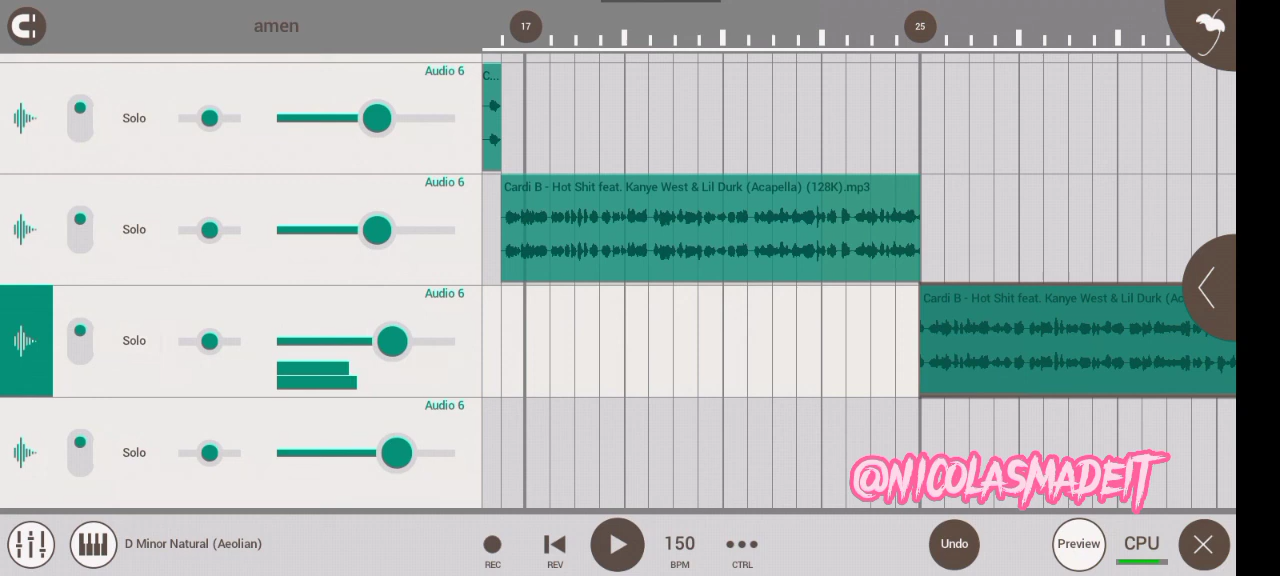 amen
17
25
Audio 6
C...
Solo
Audio 6
Cardi B - Hot Shit feat. Kanye West & Lil Durk (Acapella) (128K).mp3
Solo
Audio 6
Cardi B - Hot Shit feat. Kanye West & Lil Durk (Ac
Solo
Audio 6
Solo
@NICOLASMADEIT
D Minor Natural (Aeolian)
REC
REV
150
BPM
CTRL
Undo
Preview
CPU